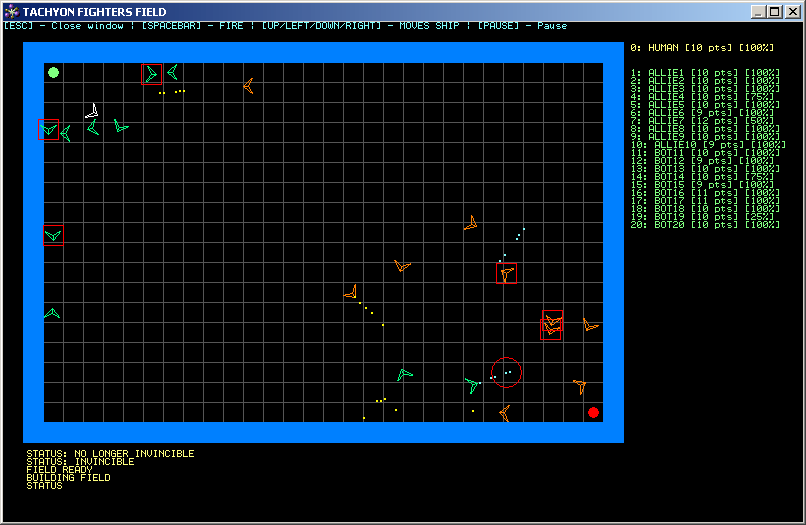 TACHYON FIGHTERS FIELD
[ESC] - Close window ¦ [SPACEBAR] - FIRE ¦ [UP/LEFT/DOWN/RIGHT] - MOVES SHIP ¦ [PAUSE] - Pause
0: HUMAN [10 pts] [100%]
1: ALLIE1 [10 pts] [100%]
2: ALLIE2 [10 pts] [100%]
3: ALLIE3 [10 pts] [100%]
4: ALLIE4 [10 pts] [75%]
5: ALLIE5 [10 pts] [100%]
6: ALLIE6 [9 pts] [100%]
7: ALLIE7 [12 pts] [50%]
8: ALLIE8 [10 pts] [100%]
9: ALLIE9 [10 pts] [100%]
10: ALLIE10 [9 pts] [100%]
11: BOT11 [10 pts] [100%]
12: BOT12 [9 pts] [100%]
13: BOT13 [10 pts] [100%]
14: BOT14 [10 pts] [75%]
15: BOT15 [9 pts] [100%]
16: BOT16 [11 pts] [100%]
17: BOT17 [11 pts] [100%]
18: BOT18 [10 pts] [100%]
19: BOT19 [10 pts] [25%]
20: BOT20 [10 pts] [100%]
STATUS: NO LONGER INVINCIBLE
STATUS: INVINCIBLE
FIELD READY
BUILDING FIELD
STATUS